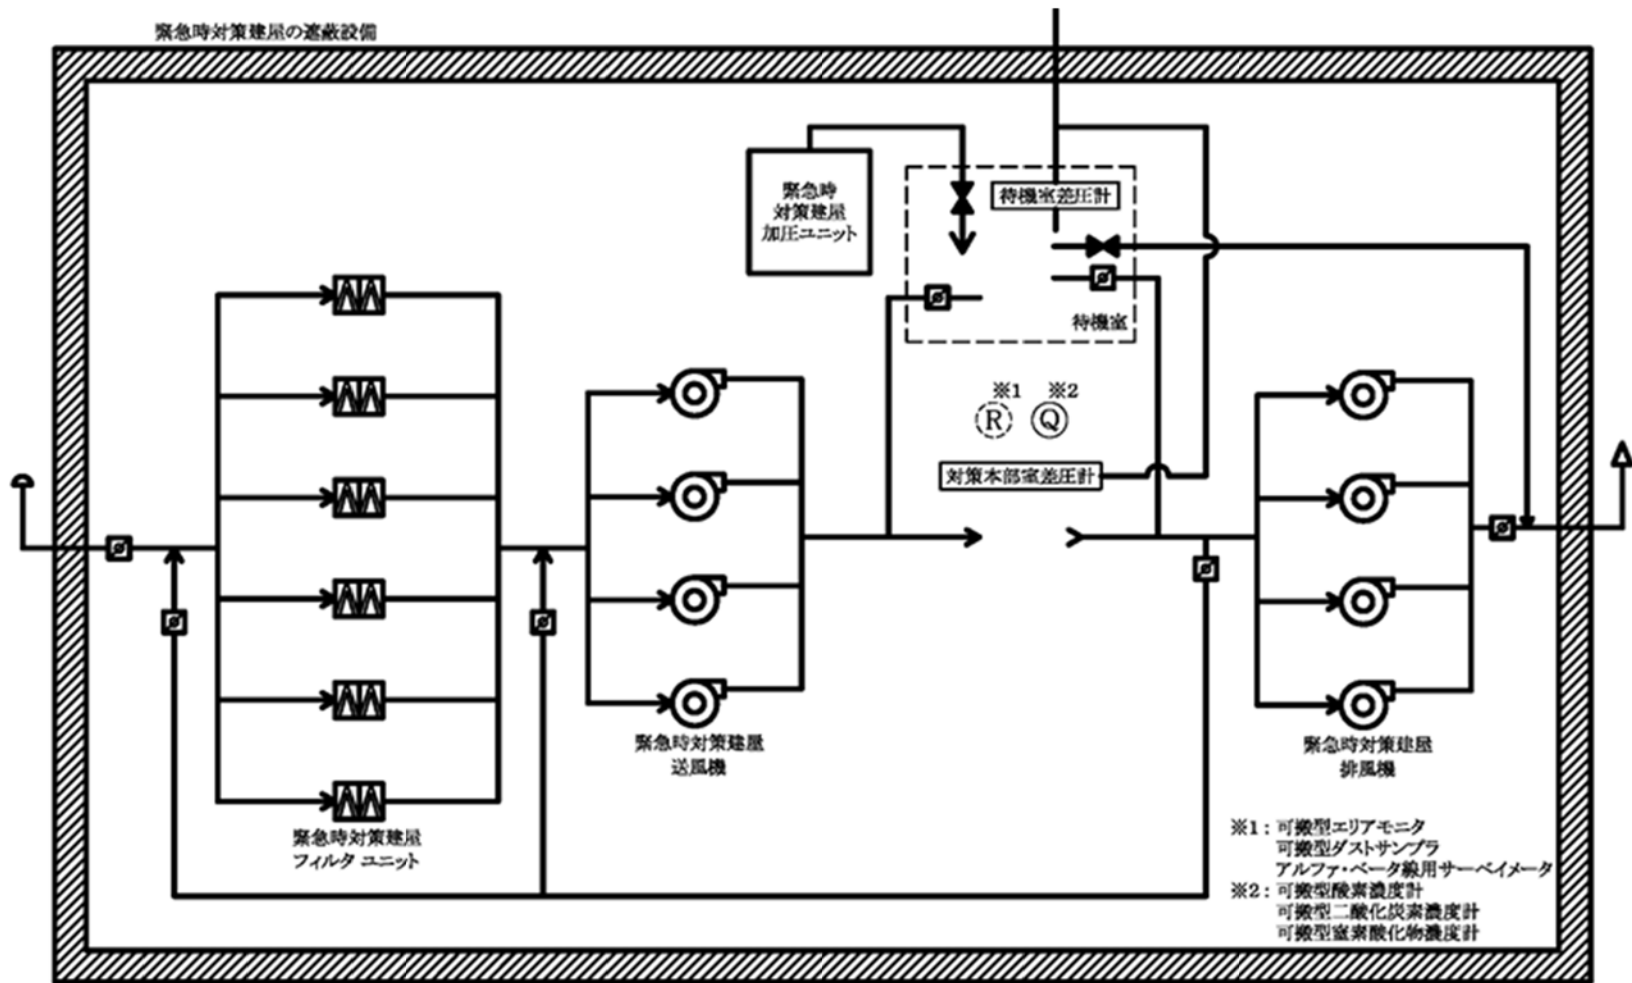 緊急時対策建屋の遮蔽設備
緊急時
対策建屋
加圧ユニット
待機室差圧計
待機室
※1 ※2
R Q
対策本部室差圧計
緊急時対策建屋
送風機
緊急時対策建屋
排風機
緊急時対策建屋
フィルタ ユニット
※1：可搬型エリアモニタ
可搬型ダストサンプラ
アルファ・ベータ線用サーベイメータ
※2：可搬型酸素濃度計
可搬型二酸化炭素濃度計
可搬型窒素酸化物濃度計